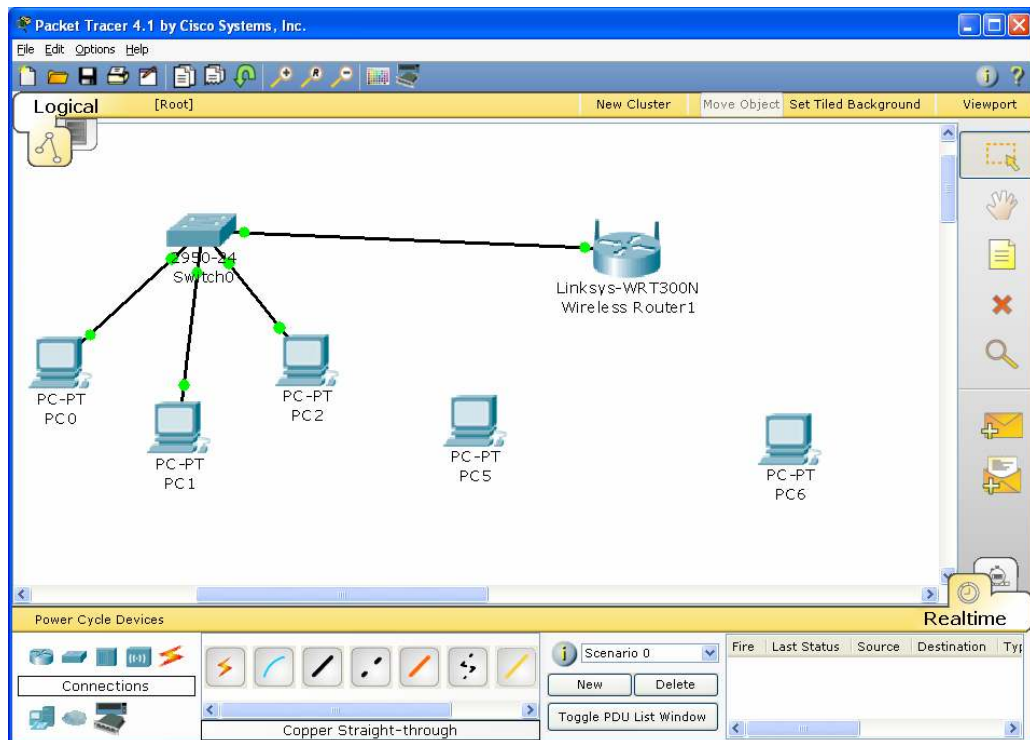 Packet Tracer 4.1 by Cisco Systems, Inc.
File Edit Options Help
Logical [Root] New Cluster Move Object Set Tiled Background Viewport
2950-24
Switch0
Linksys-WRT300N
Wireless Router1
PC-PT
PC0
PC-PT
PC2
PC-PT
PC1
PC-PT
PC5
PC-PT
PC6
Power Cycle Devices Realtime
Connections
Copper Straight-through
Scenario 0
New Delete
Toggle PDU List Window
Fire Last Status Source Destination Typ